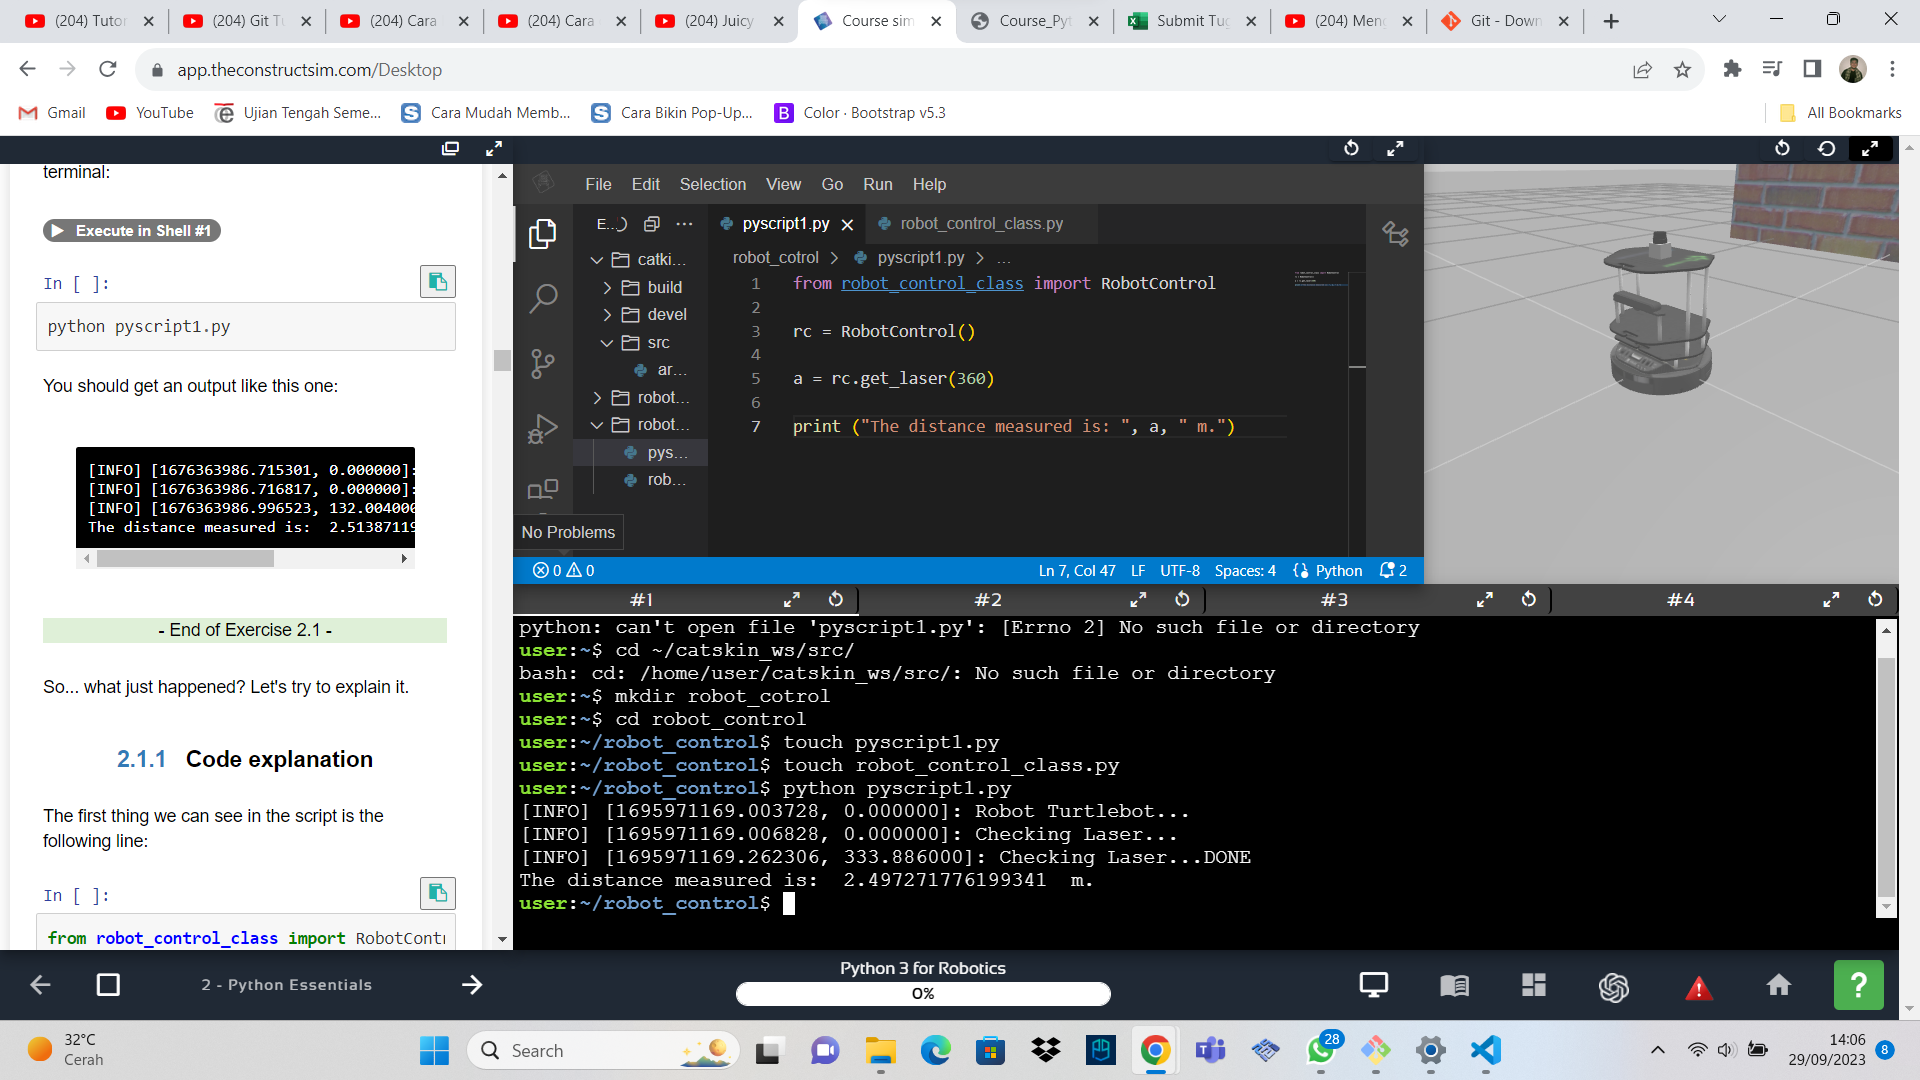 (204) Tutor
(204) Git Tu
(204) Cara
(204) Cara
(204) Juicy
Course sim
Course_Pyt
Submit Tug
(204) Meng
Git - Down
app.theconstructsim.com/Desktop
Gmail
YouTube
Ujian Tengah Seme...
Cara Mudah Memb...
Cara Bikin Pop-Up...
Color · Bootstrap v5.3
All Bookmarks
terminal:
Execute in Shell #1
In [ ]:
python pyscript1.py
You should get an output like this one:
[INFO] [1676363986.715301, 0.000000]:
[INFO] [1676363986.716817, 0.000000]:
[INFO] [1676363986.996523, 132.004000
The distance measured is:  2.51387119
- End of Exercise 2.1 -
So... what just happened? Let's try to explain it.
2.1.1 Code explanation
The first thing we can see in the script is the
following line:
In [ ]:
from robot_control_class import RobotContr
File Edit Selection View Go Run Help
E...
catki...
build
devel
src
ar...
robot...
robot...
pys...
rob...
No Problems
pyscript1.py
robot_control_class.py
robot_cotrol > pyscript1.py > ...
1 from robot_control_class import RobotControl
2
3 rc = RobotControl()
4
5 a = rc.get_laser(360)
6
7 print ("The distance measured is: ", a, " m.")
0 0
Ln 7, Col 47 LF UTF-8 Spaces: 4 Python 2
#1
#2
#3
#4
python: can't open file 'pyscript1.py': [Errno 2] No such file or directory
user:~$ cd ~/catskin_ws/src/
bash: cd: /home/user/catskin_ws/src/: No such file or directory
user:~$ mkdir robot_cotrol
user:~$ cd robot_control
user:~/robot_control$ touch pyscript1.py
user:~/robot_control$ touch robot_control_class.py
user:~/robot_control$ python pyscript1.py
[INFO] [1695971169.003728, 0.000000]: Robot Turtlebot...
[INFO] [1695971169.006828, 0.000000]: Checking Laser...
[INFO] [1695971169.262306, 333.886000]: Checking Laser...DONE
The distance measured is:  2.497271776199341  m.
user:~/robot_control$
2 - Python Essentials
Python 3 for Robotics
0%
?
32°C
Cerah
Search
28
14:06
29/09/2023
8